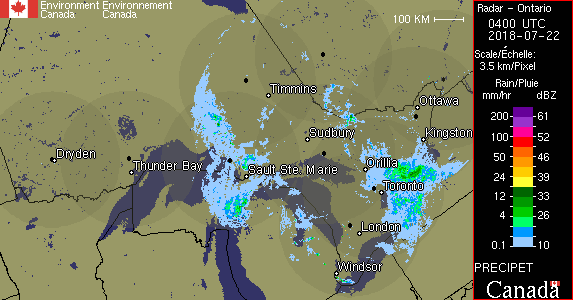 Environment Environnement
Canada Canada
100 KM
Timmins
Ottawa
Sudbury
Kingston
Dryden
Thunder Bay
Sault Ste. Marie
Orillia
Toronto
London
Windsor
Radar - Ontario
0400 UTC
2018-07-22
Scale/Échelle:
3.5 km/Pixel
Rain/Pluie
mm/hr dBZ
200 61
100 52
50 46
24 39
12 33
4 26
0.1 10
PRECIPET
Canada